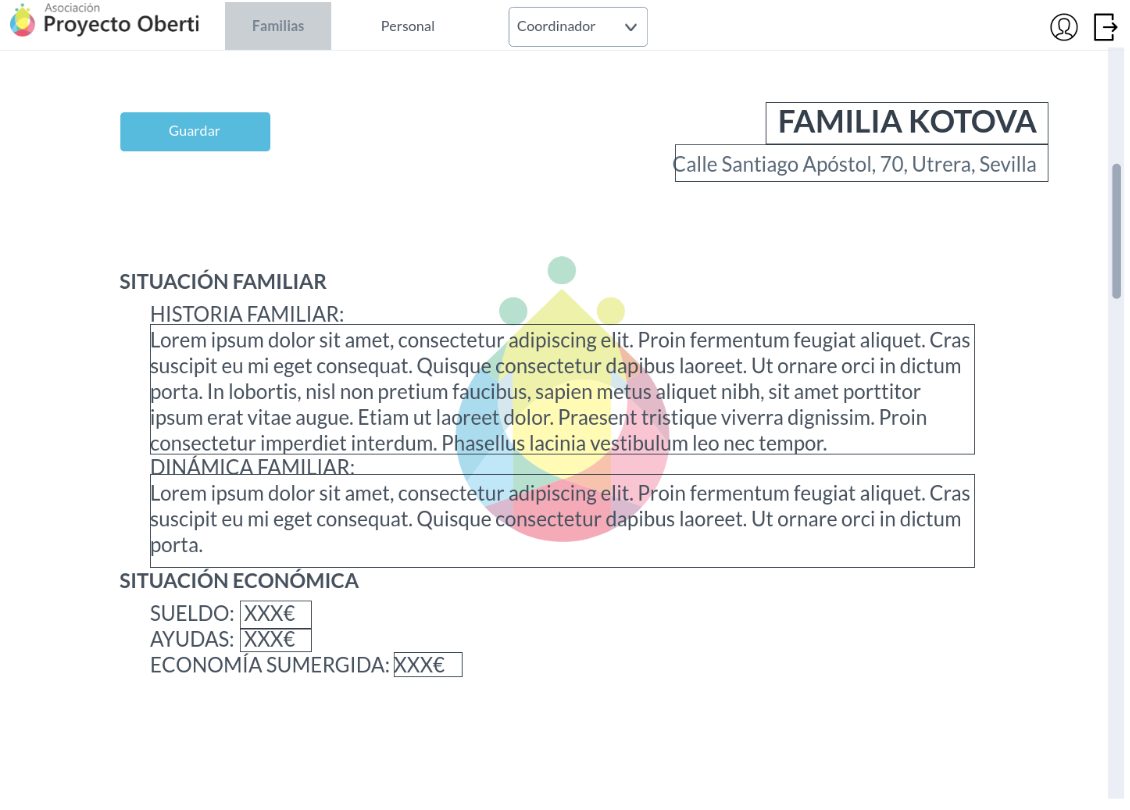 Asociación
Proyecto Oberti
Familias
Personal
Coordinador
Guardar
FAMILIA KOTOVA
Calle Santiago Apóstol, 70, Utrera, Sevilla
SITUACIÓN FAMILIAR
HISTORIA FAMILIAR:
Lorem ipsum dolor sit amet, consectetur adipiscing elit. Proin fermentum feugiat aliquet. Cras
suscipit eu mi eget consequat. Quisque consectetur dapibus laoreet. Ut ornare orci in dictum
porta. In lobortis, nisl non pretium faucibus, sapien metus aliquet nibh, sit amet porttitor
ipsum erat vitae augue. Etiam ut laoreet dolor. Praesent tristique viverra dignissim. Proin
consectetur imperdiet interdum. Phasellus lacinia vestibulum leo nec tempor.
DINÁMICA FAMILIAR:
Lorem ipsum dolor sit amet, consectetur adipiscing elit. Proin fermentum feugiat aliquet. Cras
suscipit eu mi eget consequat. Quisque consectetur dapibus laoreet. Ut ornare orci in dictum
porta.
SITUACIÓN ECONÓMICA
SUELDO: XXX€
AYUDAS: XXX€
ECONOMÍA SUMERGIDA: XXX€